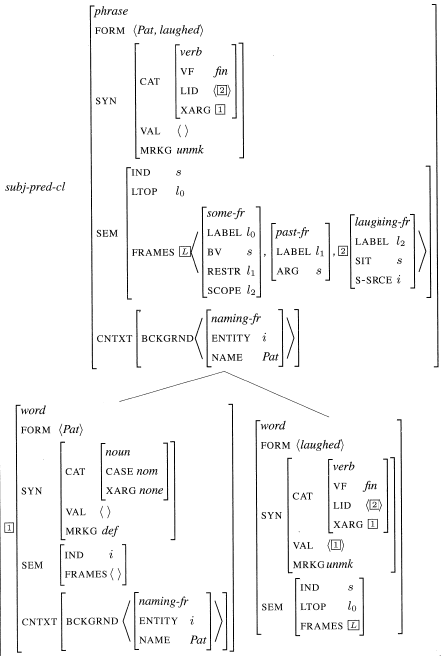 phrase
FORM ⟨Pat, laughed⟩
SYN
CAT
verb
VF fin
LID ⟨2⟩
XARG 1
VAL ⟨ ⟩
MRKG unmk
subj-pred-cl
SEM
IND s
LTOP l0
FRAMES L
some-fr
LABEL l0
BV s
RESTR l1
SCOPE l2
,
past-fr
LABEL l1
ARG s
, 2
laughing-fr
LABEL l2
SIT s
S-SRCE i
CNTXT
BCKGRND
naming-fr
ENTITY i
NAME Pat
1
word
FORM ⟨Pat⟩
SYN
CAT
noun
CASE nom
XARG none
VAL ⟨ ⟩
MRKG def
SEM
IND i
FRAMES ⟨ ⟩
CNTXT
BCKGRND
naming-fr
ENTITY i
NAME Pat
word
FORM ⟨laughed⟩
SYN
CAT
verb
VF fin
LID ⟨2⟩
XARG 1
VAL ⟨1⟩
MRKG unmk
SEM
IND s
LTOP l0
FRAMES L